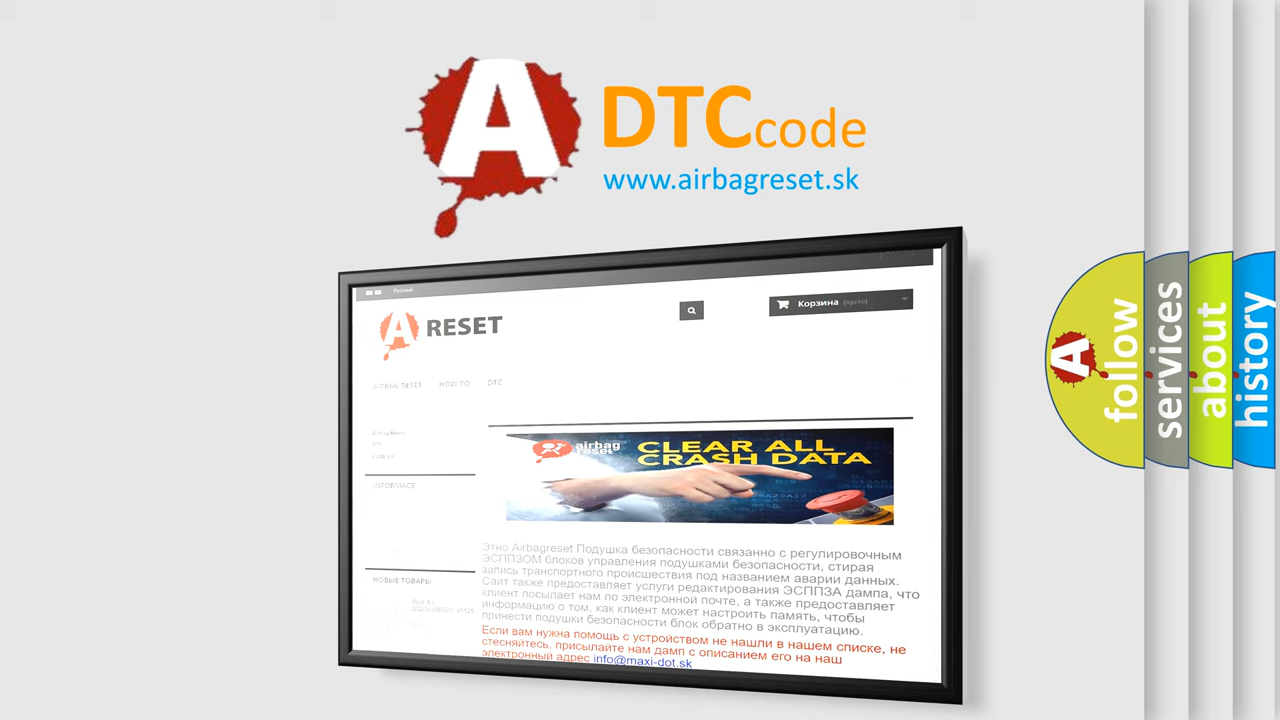 A
DTC code
www.airbagreset.sk
Русский
A RESET
Корзина (пусто)
AIRBAG RESET HOW TO DTC
INFORMACE
airbag
reset
CLEAR ALL
CRASH DATA
Этно Airbagreset Подушка безопасности связанно с регулировочным
ЭСППЗОМ блоков управления подушками безопасности, стирая
запись транспортного происшествия под названием аварии данных.
Сайт также предоставляет услуги редактирования ЭСППЗА дампа, что
клиент посылает нам по электронной почте, а также предоставляет
информацию о том, как клиент может настроить память, чтобы
принести подушки безопасности блок обратно в эксплуатацию.
Если вам нужна помощь с устройством не нашли в нашем списке, не
стесняйтесь, присылайте нам дамп с описанием его на наш
электронный адрес info@maxi-dot.sk
НОВЫЕ ТОВАРЫ
A
follow
services
about
history